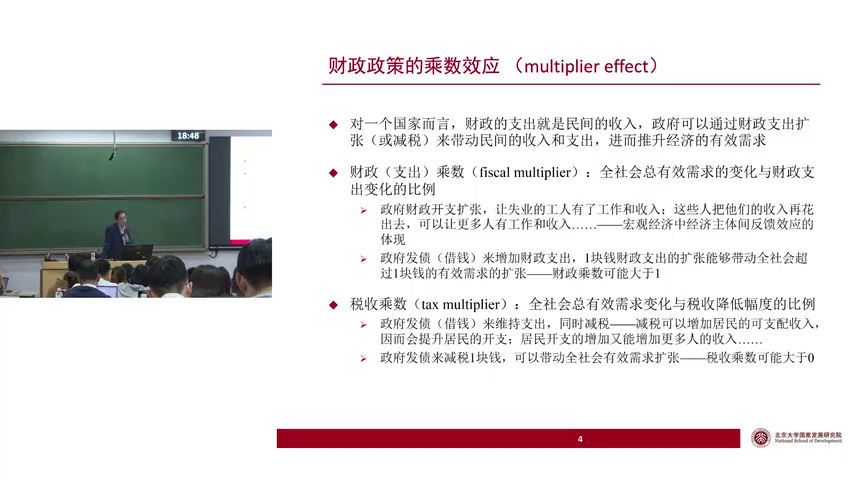 财政政策的乘数效应 （multiplier effect）
18:48
对一个国家而言，财政的支出就是民间的收入，政府可以通过财政支出扩
张（或减税）来带动民间的收入和支出，进而推升经济的有效需求
财政（支出）乘数（fiscal multiplier）：全社会总有效需求的变化与财政支
出变化的比例
政府财政开支扩张，让失业的工人有了工作和收入；这些人把他们的收入再花
出去，可以让更多人有工作和收入……——宏观经济中经济主体间反馈效应的
体现
政府发债（借钱）来增加财政支出，1块钱财政支出的扩张能够带动全社会超
过1块钱的有效需求的扩张——财政乘数可能大于1
税收乘数（tax multiplier）：全社会总有效需求变化与税收降低幅度的比例
政府发债（借钱）来维持支出，同时减税——减税可以增加居民的可支配收入，
因而会提升居民的开支；居民开支的增加又能增加更多人的收入……
政府发债来减税1块钱，可以带动全社会有效需求扩张——税收乘数可能大于0
4
北京大学国家发展研究院
National School of Development